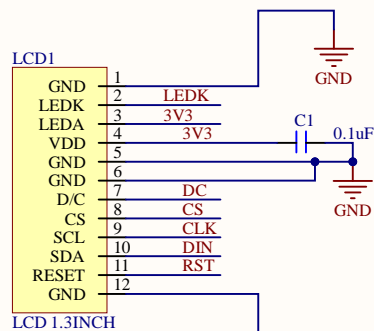 LCD1
GND 1
LEDK 2 LEDK
LEDA 3 3V3
VDD 4 3V3
GND 5
GND 6
D/C 7 DC
CS 8 CS
SCL 9 CLK
SDA 10 DIN
RESET 11 RST
GND 12
LCD 1.3INCH
GND
C1
0.1uF
GND